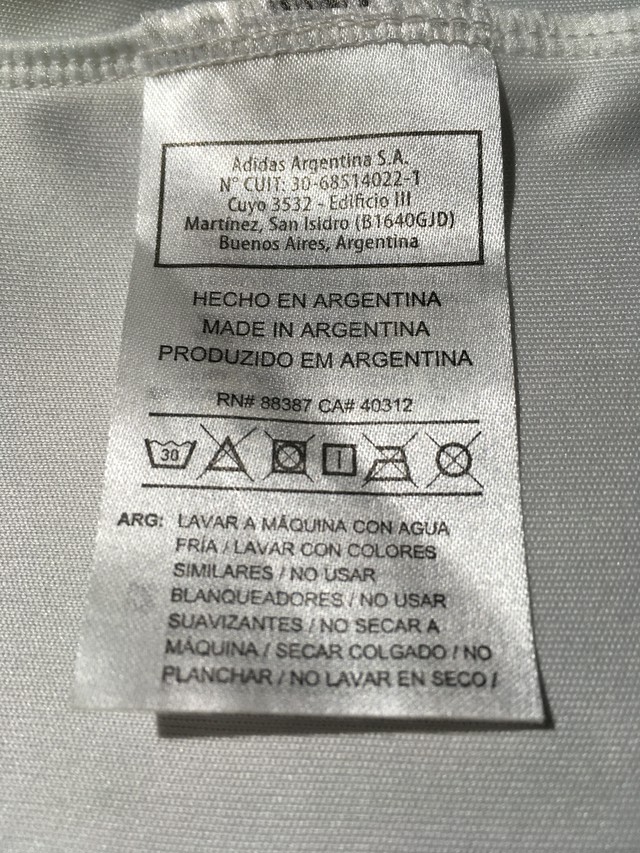 Adidas Argentina S.A.
N° CUIT: 30-68514022-1
Cuyo 3532 - Edificio III
Martínez, San Isidro (B1640GJD)
Buenos Aires, Argentina
HECHO EN ARGENTINA
MADE IN ARGENTINA
PRODUZIDO EM ARGENTINA
RN# 88387 CA# 40312
30
ARG: LAVAR A MÁQUINA CON AGUA
FRÍA / LAVAR CON COLORES
SIMILARES / NO USAR
BLANQUEADORES / NO USAR
SUAVIZANTES / NO SECAR A
MÁQUINA / SECAR COLGADO / NO
PLANCHAR / NO LAVAR EN SECO /